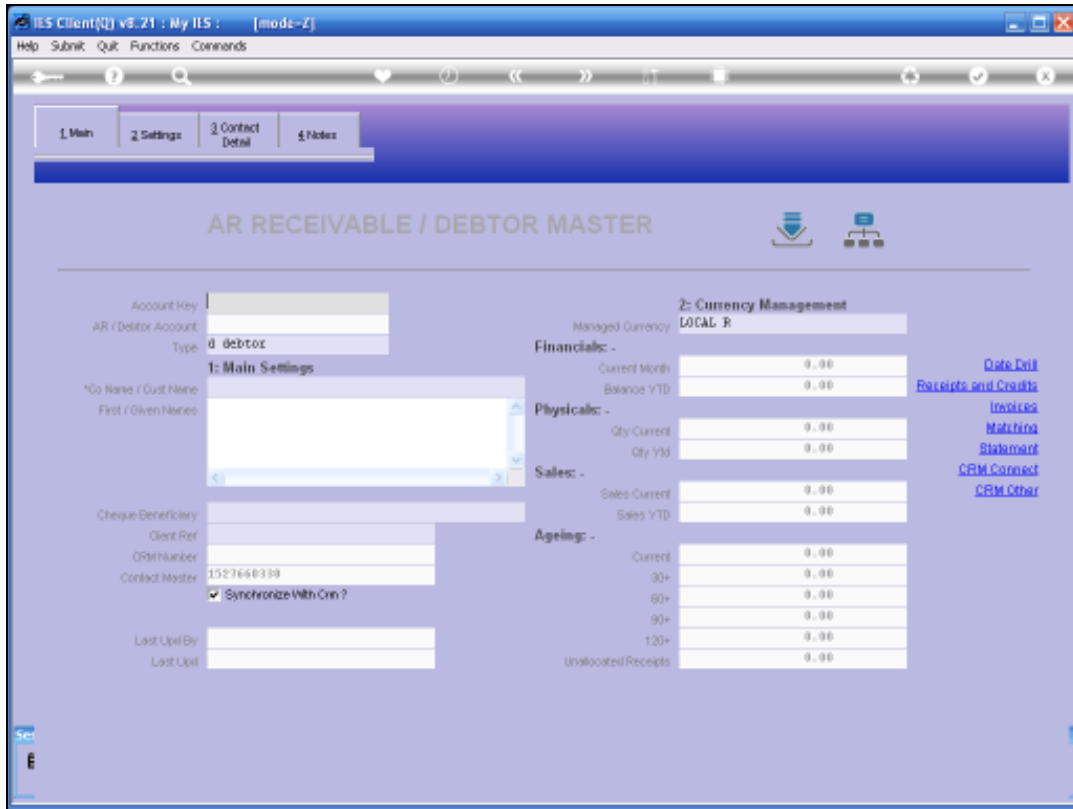 IES Client(Q) v8.21 : My IES : [mode=Z]
Help Submit Quit Functions Commands
1 Main 2 Settings 3 Contact Detail 4 Notes
AR RECEIVABLE / DEBTOR MASTER
Account Key
AR / Debtor Account
Type d debtor
1: Main Settings
*Co Name / Cust Name
First / Given Names
Cheque Beneficiary
Client Ref
CRM Number
Contact Master 1527660330
Synchronize With Crm ?
Last Upd By
Last Upd
2: Currency Management
Managed Currency LOCAL R
Financials: -
Current Month 0.00
Balance YTD 0.00
Physicals: -
Qty Current 0.00
Qty Ytd 0.00
Sales: -
Sales Current 0.00
Sales YTD 0.00
Ageing: -
Current 0.00
30+ 0.00
60+ 0.00
90+ 0.00
120+ 0.00
Unallocated Receipts 0.00
Date Drill
Receipts and Credits
Invoices
Matching
Statement
CRM Connect
CRM Other